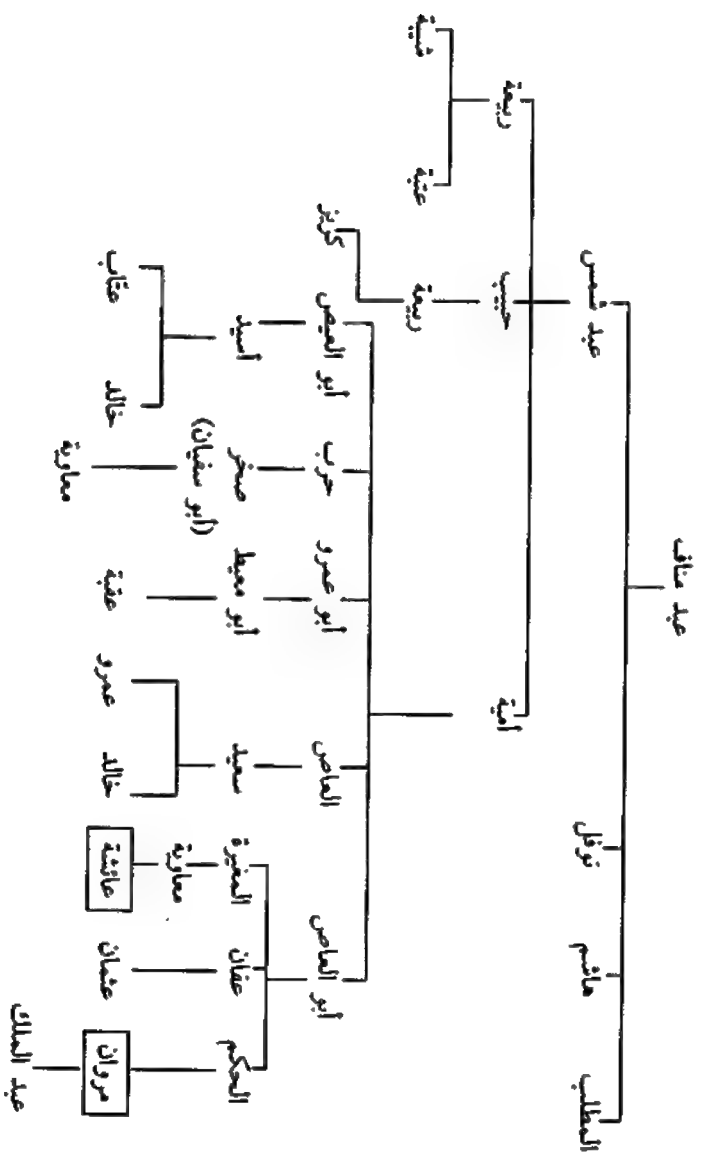 عبد مناف
المطلب
هاشم
نوفل
عبد شمس
أمية
حبيب
ربيعة
ربيعة
عتبة
شيبة
كريز
أبو العاص
العاص
أبو عمرو
حرب
أبو العيص
الحكم
عفان
المغيرة
سعيد
أبو معيط
صخر
(أبو سفيان)
أسيد
مروان
عثمان
معاوية
عائشة
خالد
عمرو
عقبة
معاوية
خالد
عتاب
عبد الملك